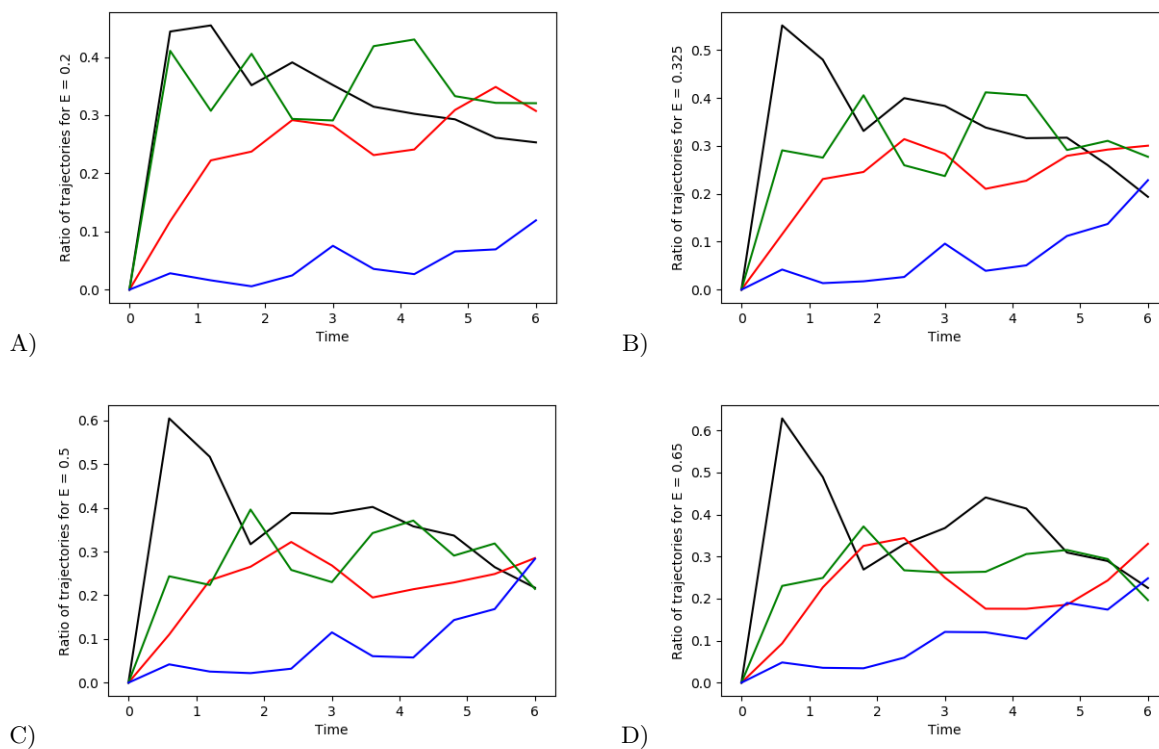 Ratio of trajectories for E = 0.2
0.4
0.3
0.2
0.1
0.0
0 1 2 3 4 5 6
Time
A)
Ratio of trajectories for E = 0.325
0.5
0.4
0.3
0.2
0.1
0.0
0 1 2 3 4 5 6
Time
B)
Ratio of trajectories for E = 0.5
0.6
0.5
0.4
0.3
0.2
0.1
0.0
0 1 2 3 4 5 6
Time
C)
Ratio of trajectories for E = 0.65
0.6
0.5
0.4
0.3
0.2
0.1
0.0
0 1 2 3 4 5 6
Time
D)